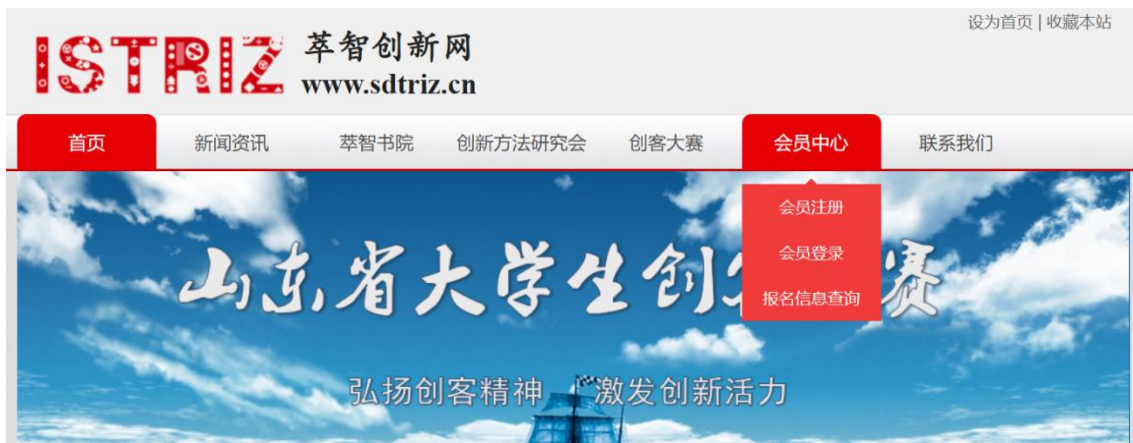 设为首页 | 收藏本站
ISTRIZ 萃智创新网
www.sdtriz.cn
首页 新闻资讯 萃智书院 创新方法研究会 创客大赛 会员中心 联系我们
会员注册
会员登录
报名信息查询
山东省大学生创 赛
弘扬创客精神 激发创新活力